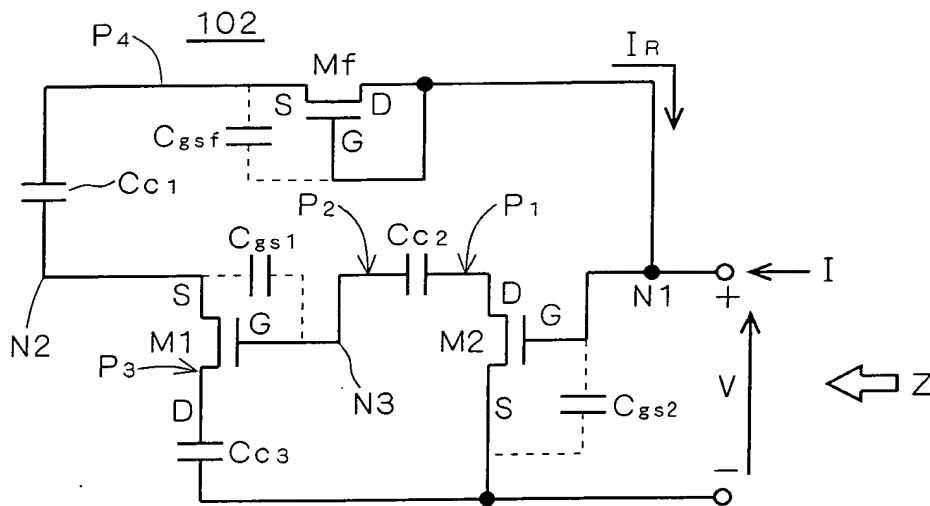 102
P4
Mf
IR
S
D
G
Cgsf
Cc1
P2
P1
Cgs1
Cc2
N2
S
D
N1
I
+
G
G
M1
M2
P3
N3
V
Z
D
S
Cgs2
Cc3
−